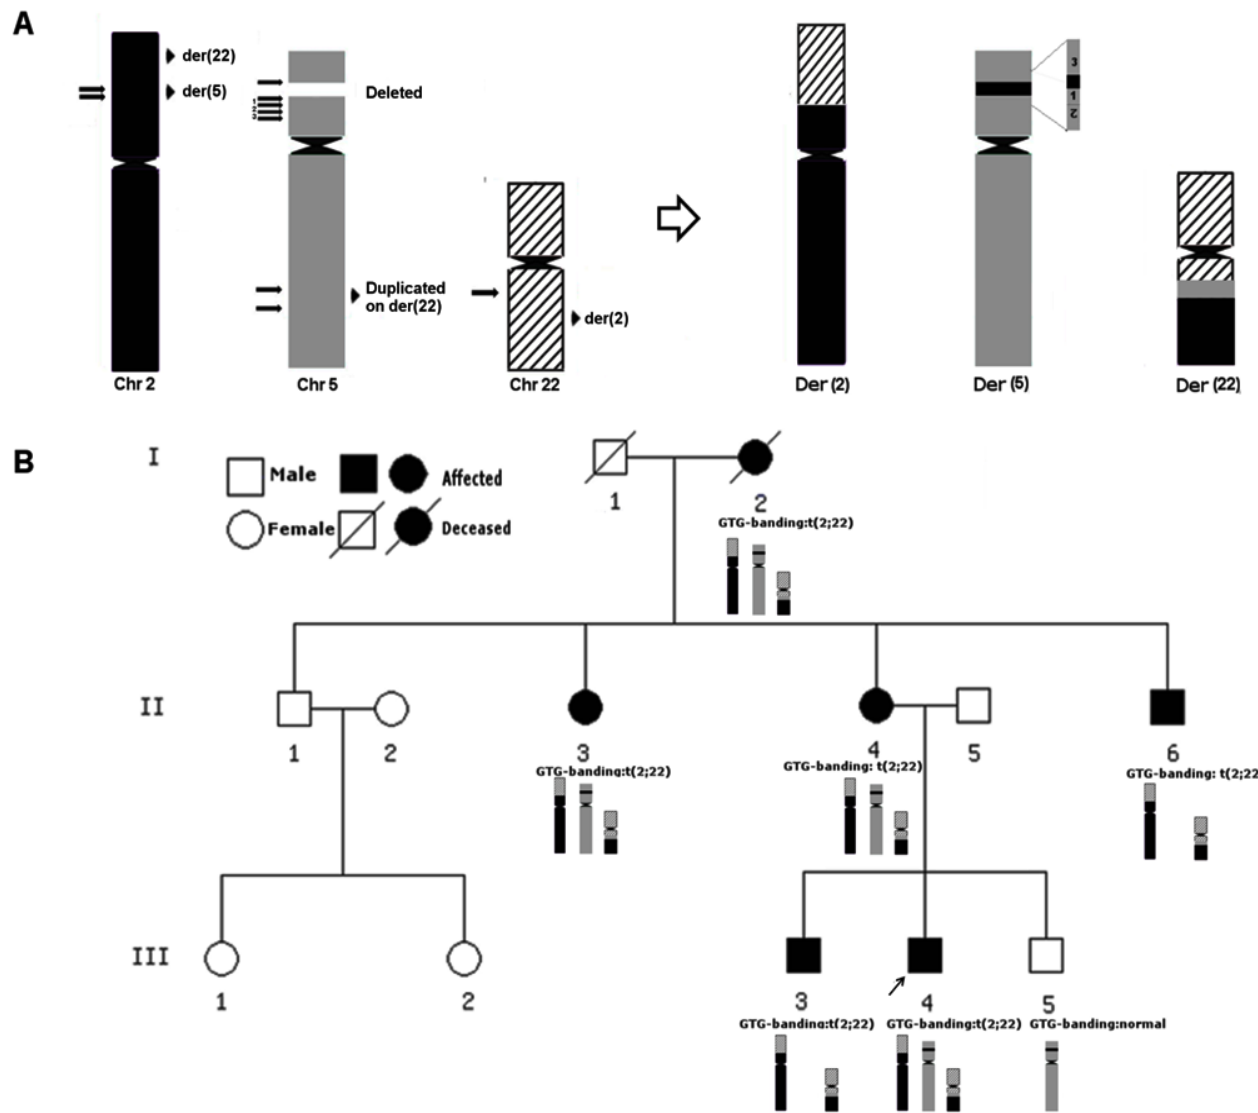 A
der(22)
der(5)
Deleted
1
2
3
Duplicated
on der(22)
der(2)
Chr 2
Chr 5
Chr 22
3
1
2
Der (2)
Der (5)
Der (22)
B
I
Male
Affected
Female
Deceased
1
2
GTG-banding:t(2;22)
II
1
2
3
4
5
6
GTG-banding:t(2;22)
GTG-banding: t(2;22)
GTG-banding: t(2;22
III
1
2
3
4
5
GTG-banding:t(2;22)
GTG-banding:t(2;22)
GTG-banding:normal